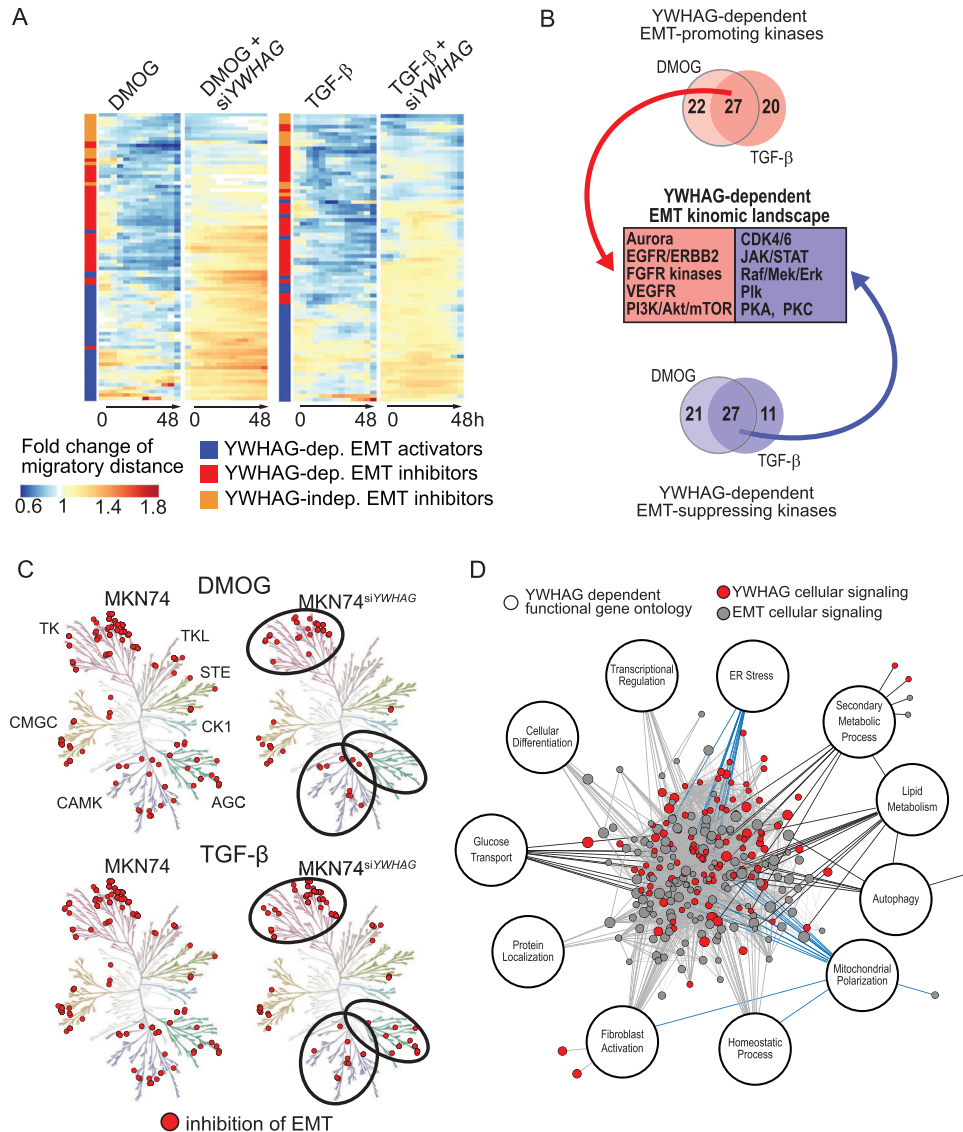 A
DMOG
DMOG +
siYWHAG
TGF-β
TGF-β +
siYWHAG
0 48 0 48 0 48 0 48h
Fold change of
migratory distance
0.6 1 1.4 1.8
YWHAG-dep. EMT activators
YWHAG-dep. EMT inhibitors
YWHAG-indep. EMT inhibitors
B
YWHAG-dependent
EMT-promoting kinases
DMOG
22 27 20
TGF-β
YWHAG-dependent
EMT kinomic landscape
Aurora
EGFR/ERBB2
FGFR kinases
VEGFR
PI3K/Akt/mTOR
CDK4/6
JAK/STAT
Raf/Mek/Erk
Plk
PKA, PKC
DMOG
21 27 11
TGF-β
YWHAG-dependent
EMT-suppressing kinases
C
DMOG
MKN74
MKN74siYWHAG
TK
TKL
STE
CMGC
CK1
CAMK
AGC
TGF-β
MKN74
MKN74siYWHAG
inhibition of EMT
D
YWHAG dependent
functional gene ontology
YWHAG cellular signaling
EMT cellular signaling
Transcriptional
Regulation
ER Stress
Secondary
Metabolic
Process
Cellular
Differentiation
Lipid
Metabolism
Glucose
Transport
Autophagy
Protein
Localization
Mitochondrial
Polarization
Fibroblast
Activation
Homeostatic
Process